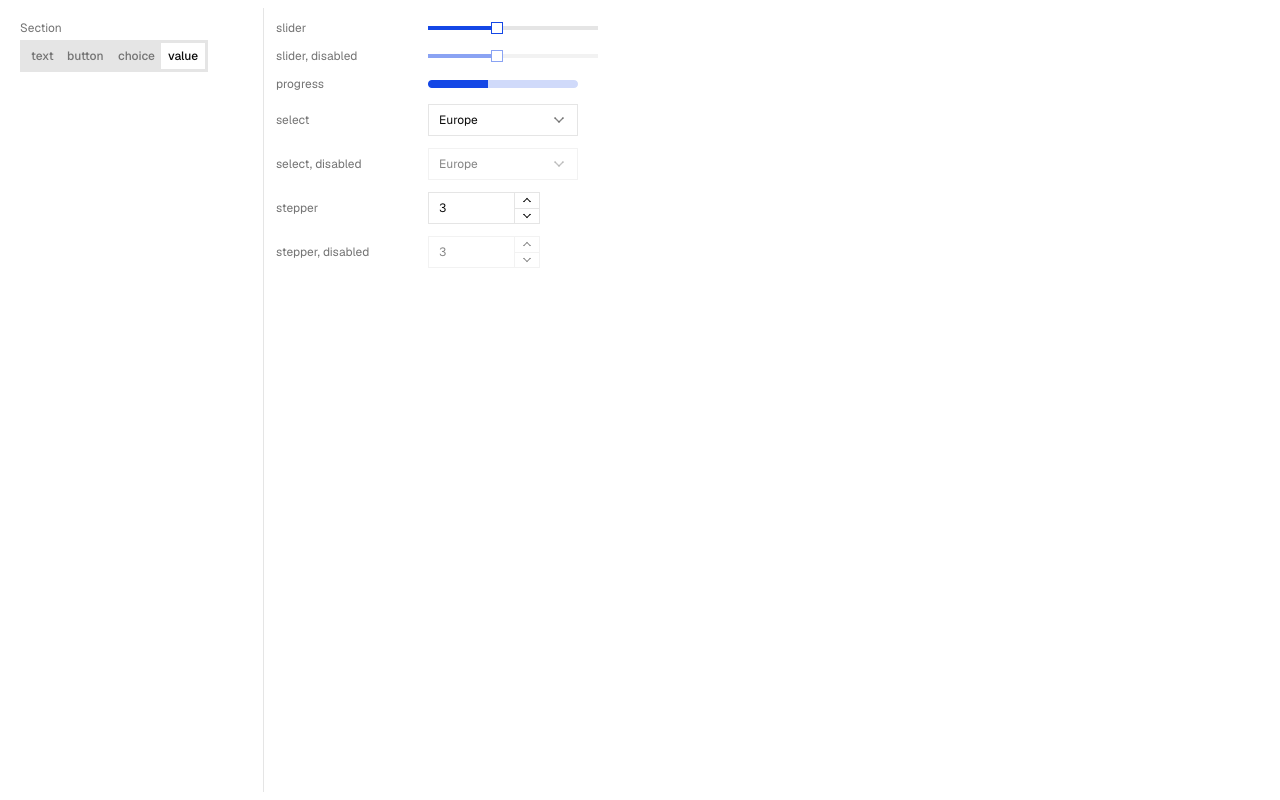 Section
text button choice value
slider
slider, disabled
progress
select Europe
select, disabled Europe
stepper 3
stepper, disabled 3